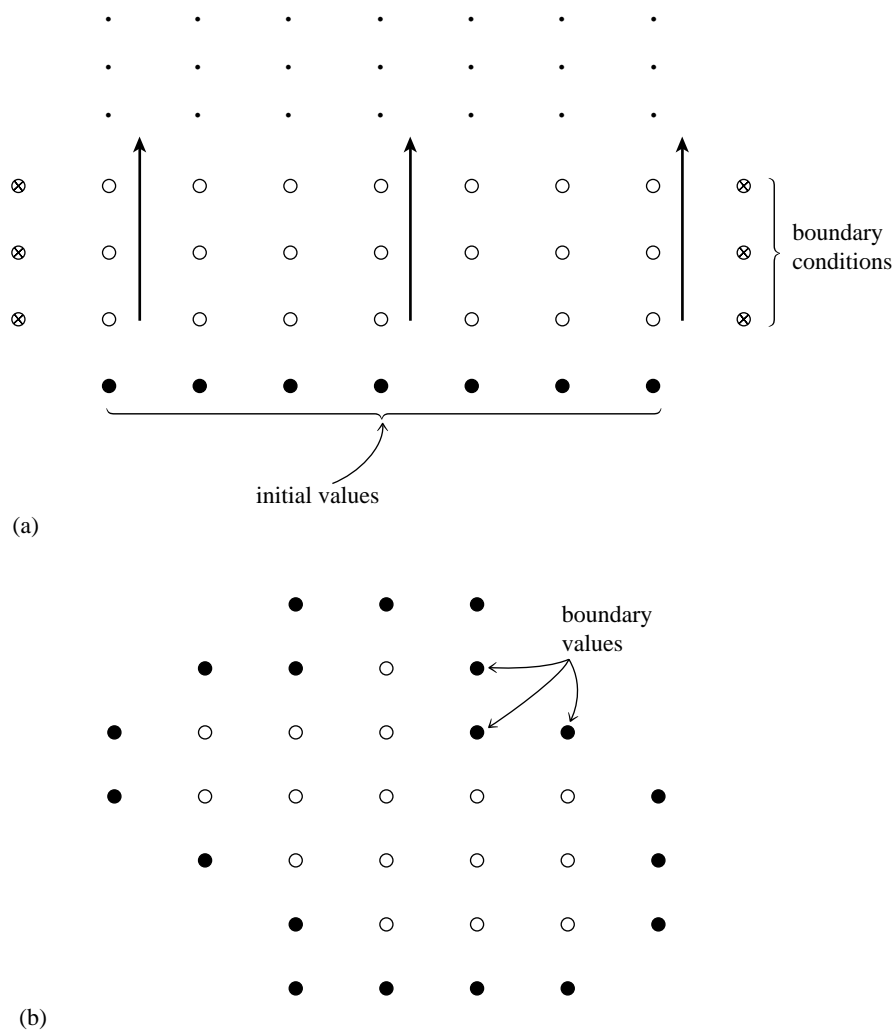 boundary
conditions
initial values
(a)
boundary
values
(b)